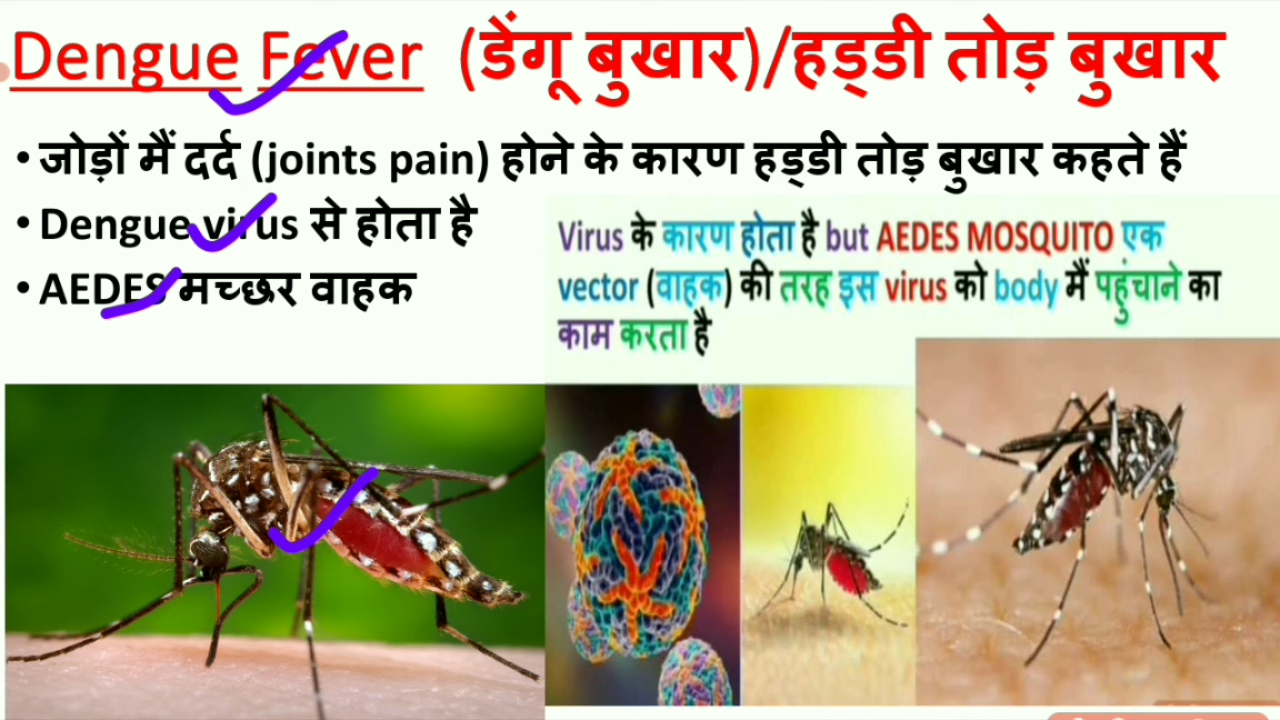 Dengue Fever (डेंगू बुखार)/हड्डी तोड़ बुखार
• जोड़ों मैं दर्द (joints pain) होने के कारण हड्डी तोड़ बुखार कहते हैं
• Dengue virus से होता है
• AEDES मच्छर वाहक
Virus के कारण होता है but AEDES MOSQUITO एक
vector (वाहक) की तरह इस virus को body मैं पहुंचाने का
काम करता है